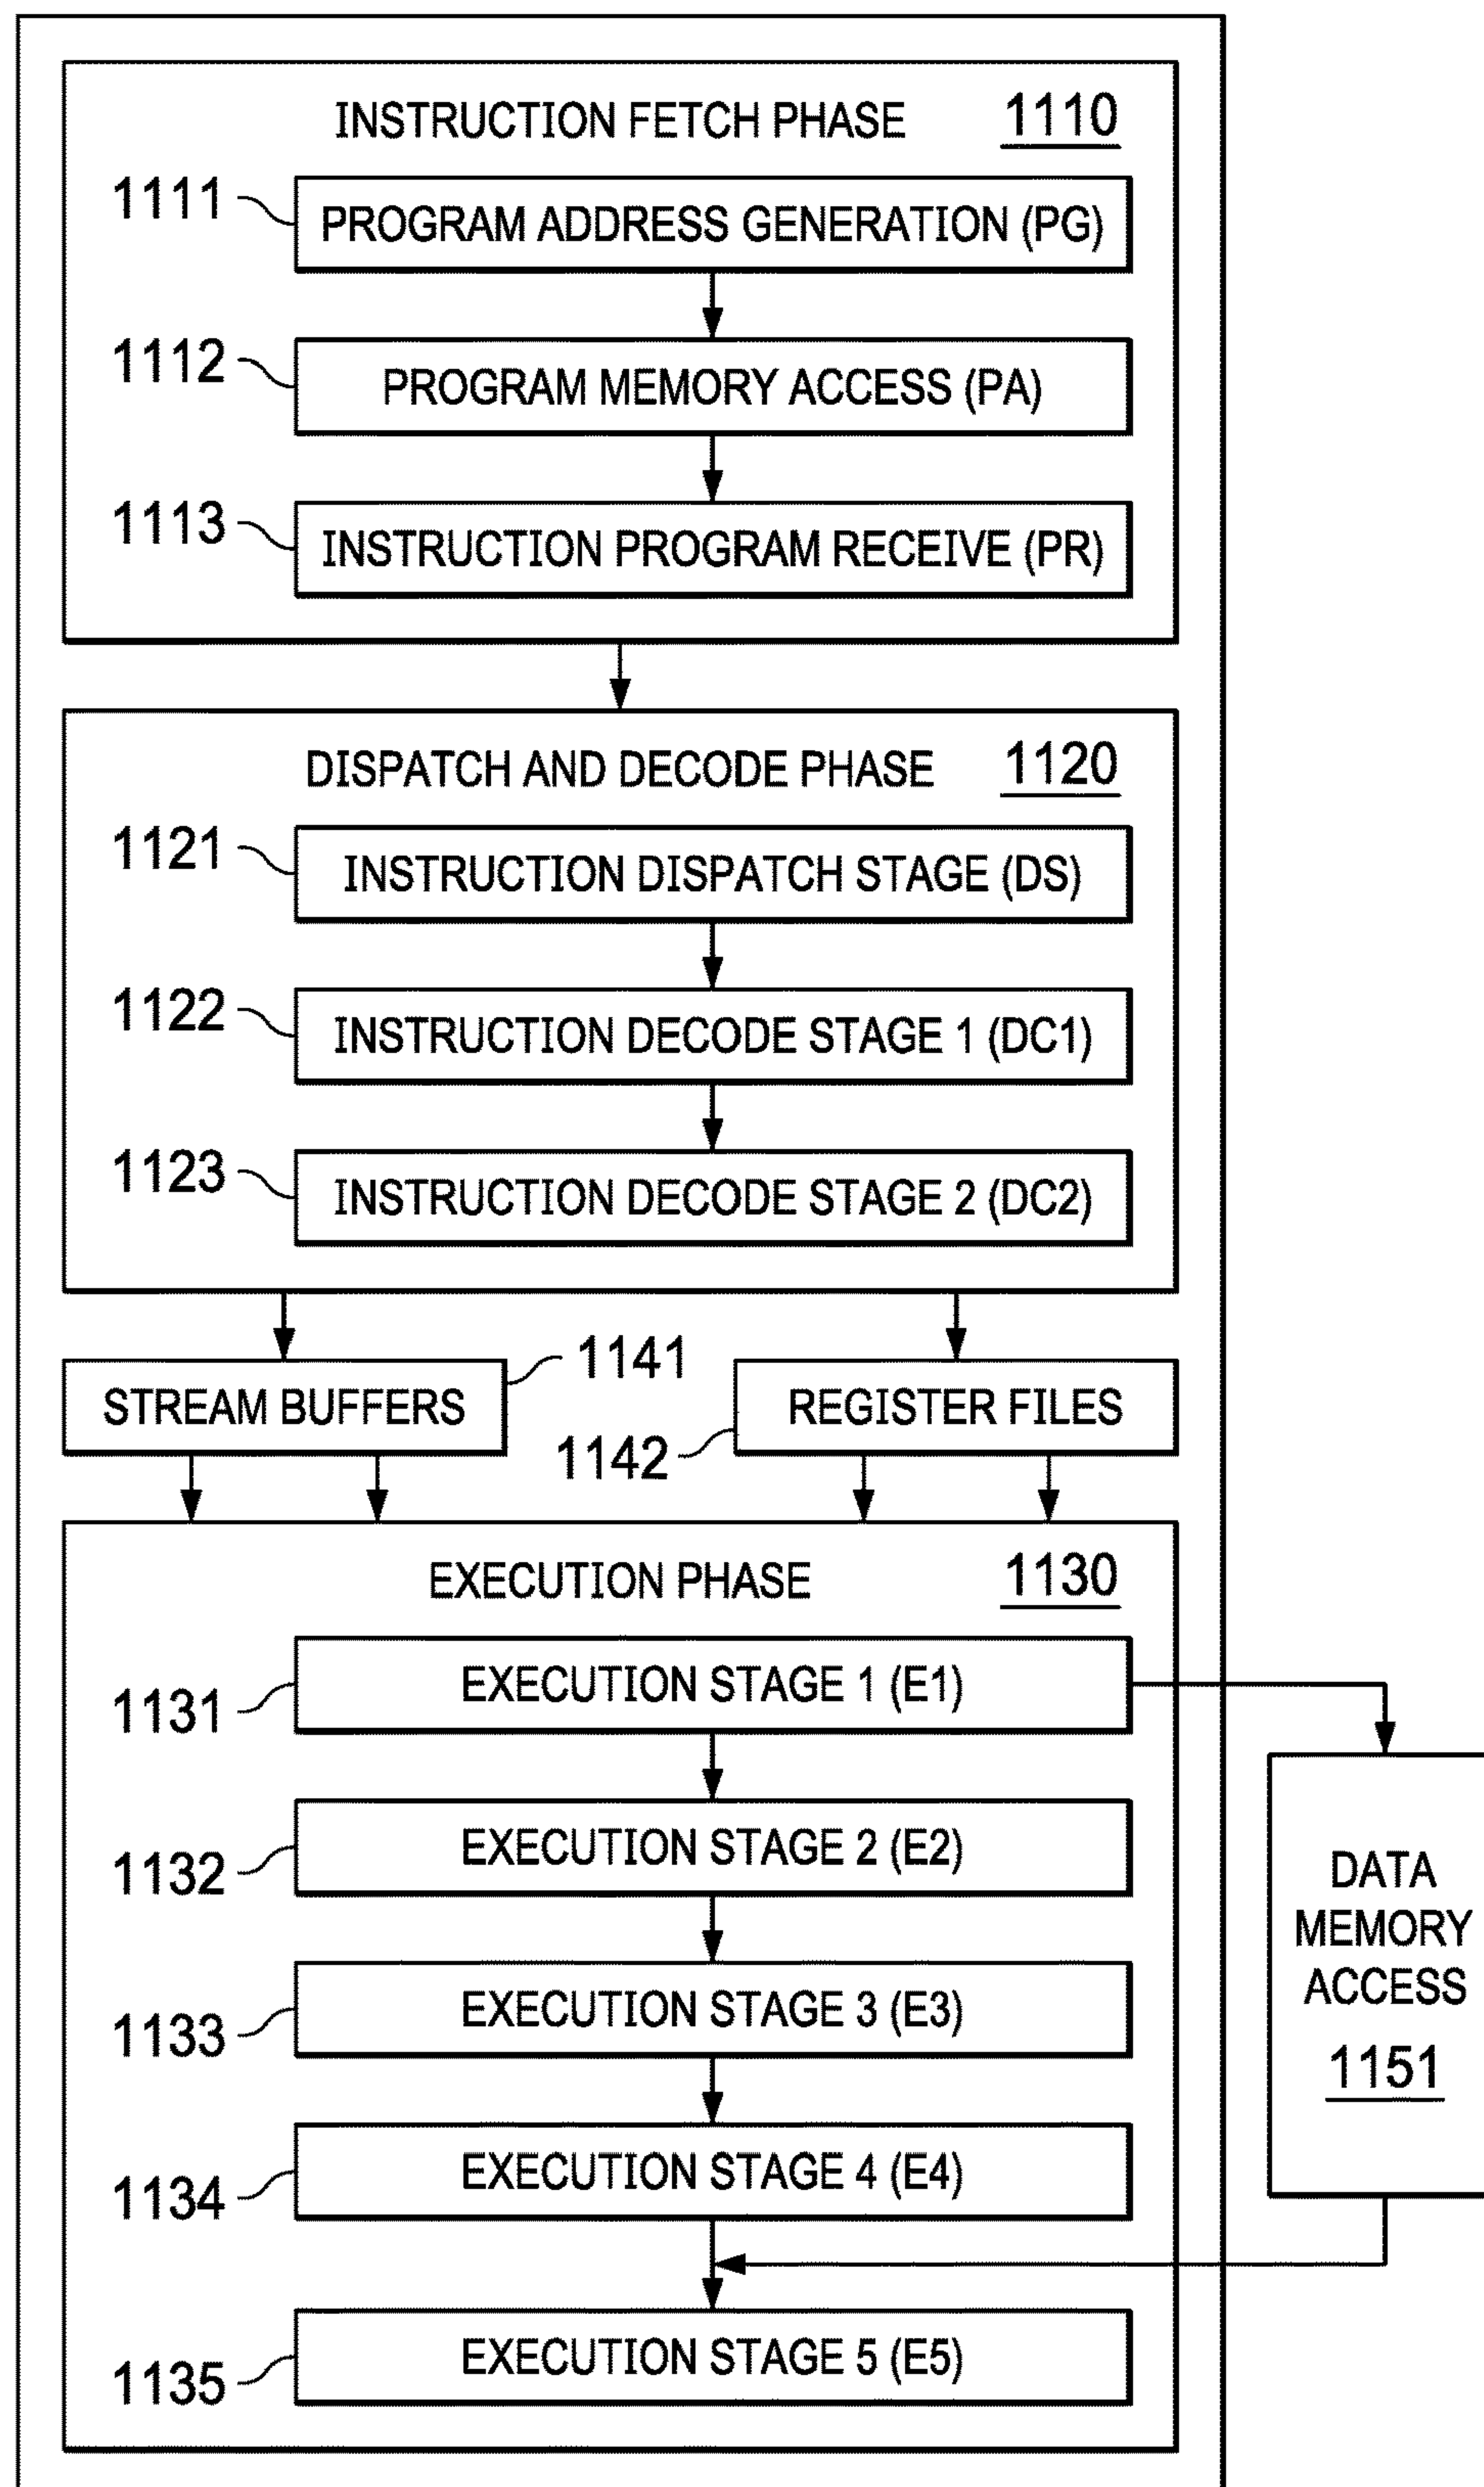 INSTRUCTION FETCH PHASE 1110
1111 PROGRAM ADDRESS GENERATION (PG)
1112 PROGRAM MEMORY ACCESS (PA)
1113 INSTRUCTION PROGRAM RECEIVE (PR)
DISPATCH AND DECODE PHASE 1120
1121 INSTRUCTION DISPATCH STAGE (DS)
1122 INSTRUCTION DECODE STAGE 1 (DC1)
1123 INSTRUCTION DECODE STAGE 2 (DC2)
STREAM BUFFERS 1141
1142 REGISTER FILES
EXECUTION PHASE 1130
1131 EXECUTION STAGE 1 (E1)
1132 EXECUTION STAGE 2 (E2)
1133 EXECUTION STAGE 3 (E3)
1134 EXECUTION STAGE 4 (E4)
1135 EXECUTION STAGE 5 (E5)
DATA
MEMORY
ACCESS
1151